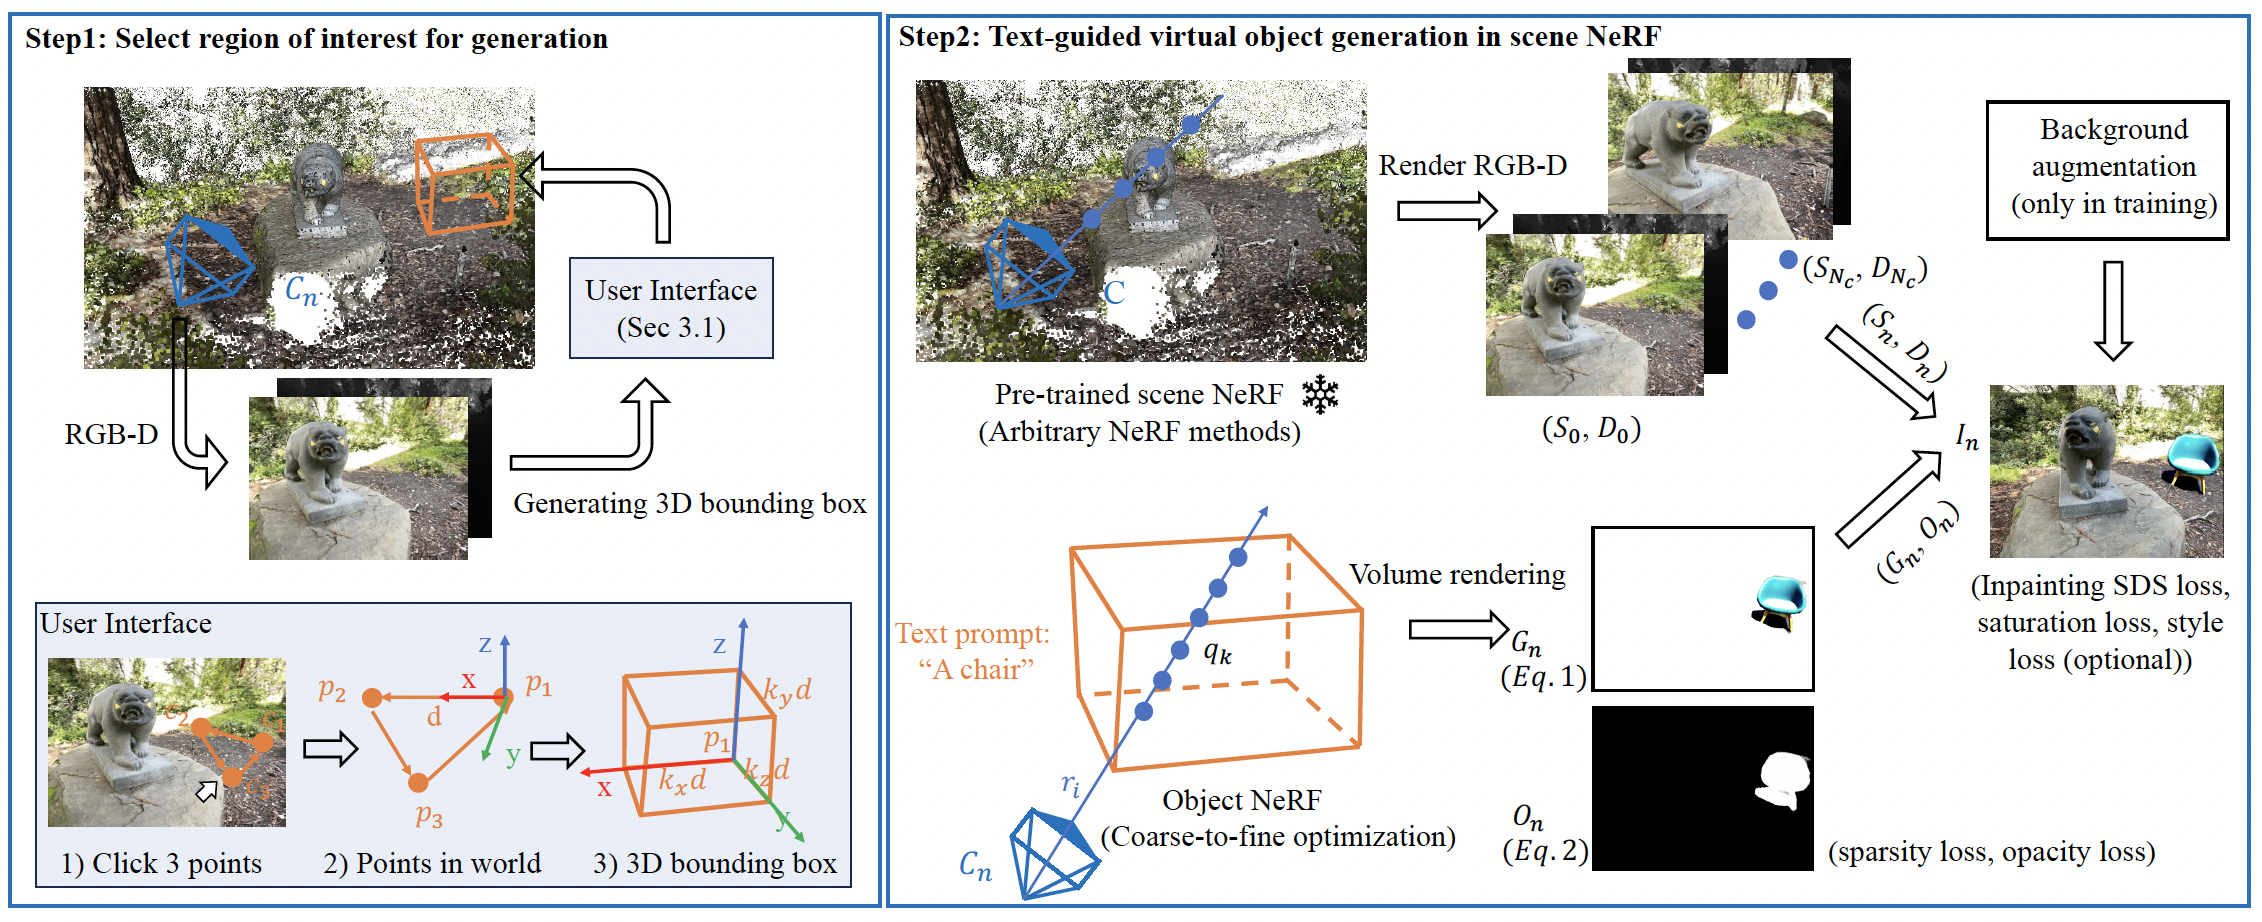 Step1: Select region of interest for generation
C_n
User Interface
(Sec 3.1)
RGB-D
Generating 3D bounding box
User Interface
c_2
c_1
c_3
z
x
p_2
p_1
d
y
p_3
z
k_y d
p_1
x
k_x d
k_z d
y
1) Click 3 points
2) Points in world
3) 3D bounding box
Step2: Text-guided virtual object generation in scene NeRF
C
Pre-trained scene NeRF
(Arbitrary NeRF methods)
Render RGB-D
(S_0, D_0)
(S_{N_c}, D_{N_c})
(S_n, D_n)
Background
augmentation
(only in training)
I_n
(G_n, O_n)
(Inpainting SDS loss,
saturation loss, style
loss (optional))
Text prompt:
“A chair”
q_k
r_i
C_n
Object NeRF
(Coarse-to-fine optimization)
Volume rendering
G_n
(Eq. 1)
O_n
(Eq. 2)
(sparsity loss, opacity loss)